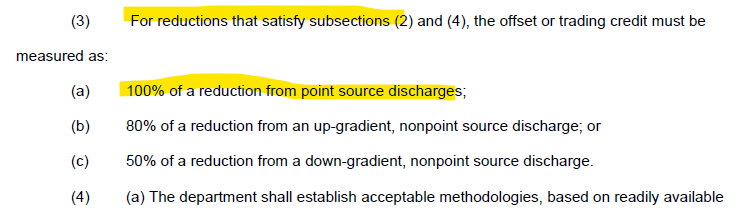 (3) For reductions that satisfy subsections (2) and (4), the offset or trading credit must be
measured as:
(a) 100% of a reduction from point source discharges;
(b) 80% of a reduction from an up-gradient, nonpoint source discharge; or
(c) 50% of a reduction from a down-gradient, nonpoint source discharge.
(4) (a) The department shall establish acceptable methodologies, based on readily available